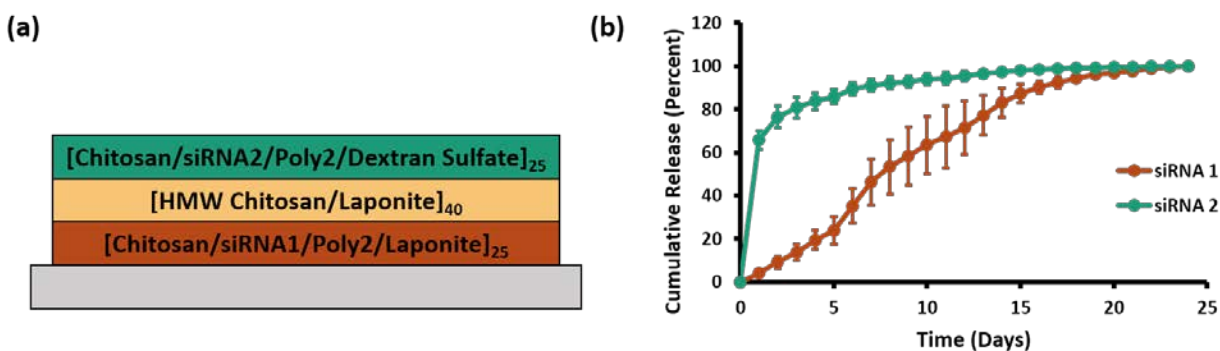 (a)
[Chitosan/siRNA2/Poly2/Dextran Sulfate]25
[HMW Chitosan/Laponite]40
[Chitosan/siRNA1/Poly2/Laponite]25
(b)
Cumulative Release (Percent)
120
100
80
60
40
20
0
0
5
10
15
20
25
Time (Days)
siRNA 1
siRNA 2